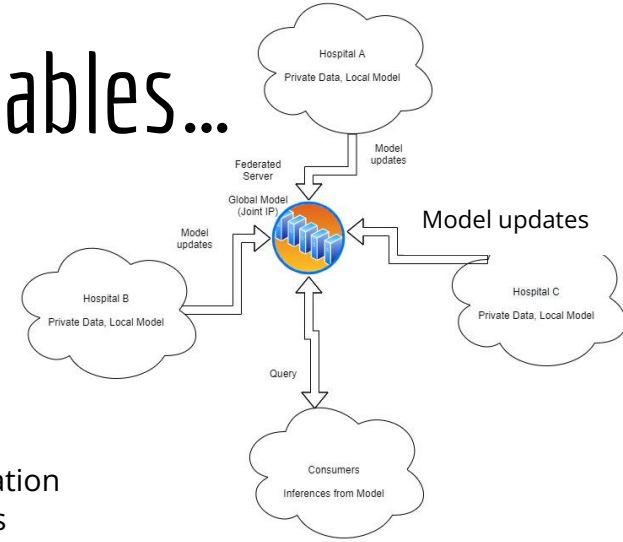 ables...
Hospital A
Private Data, Local Model
Model
updates
Federated
Server
Global Model
(Joint IP)
Model updates
Model
updates
Hospital B
Private Data, Local Model
Hospital C
Private Data, Local Model
Query
Consumers
Inferences from Model
ation
s